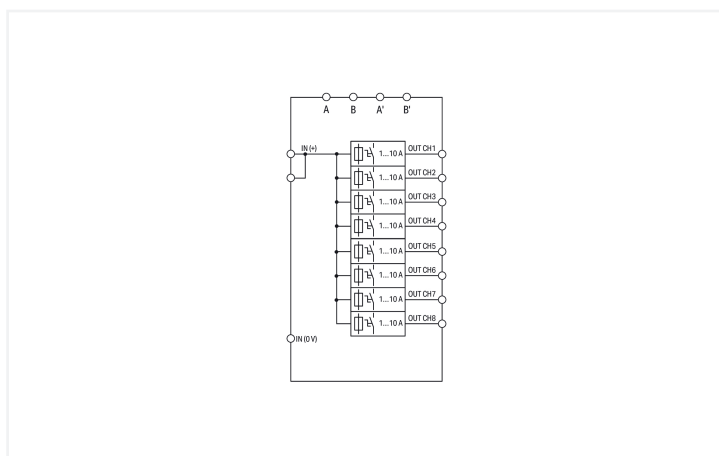 A B A' B'
IN (+)
1...10 A OUT CH1
1...10 A OUT CH2
1...10 A OUT CH3
1...10 A OUT CH4
1...10 A OUT CH5
1...10 A OUT CH6
1...10 A OUT CH7
1...10 A OUT CH8
IN (0 V)